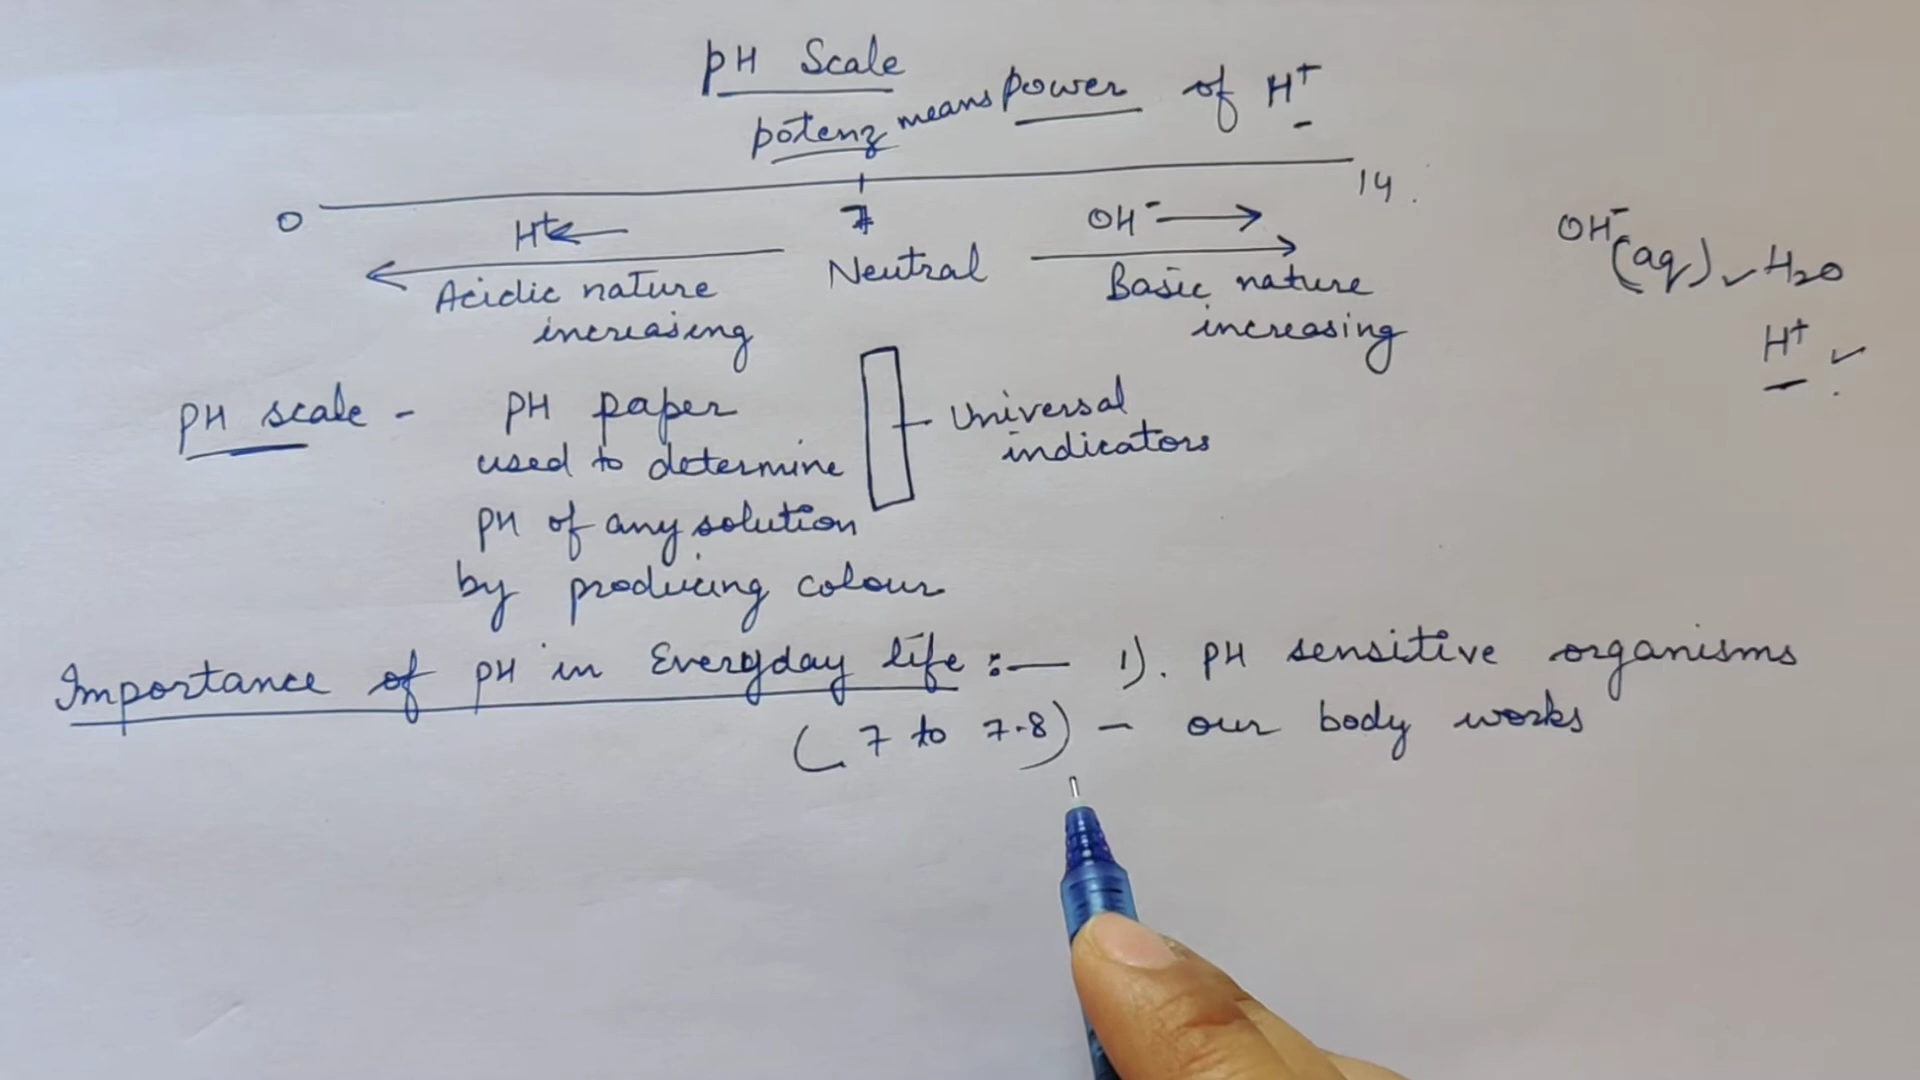 pH Scale
potenz means power of H+
0 7 14.
H+ OH-
Acidic nature increasing
Neutral
Basic nature increasing
OH-(aq) H2O
H+
pH scale - pH paper
used to determine
pH of any solution
by producing colour
Universal
indicators
Importance of pH in Everyday life :— 1). pH sensitive organisms
(7 to 7.8) - our body works